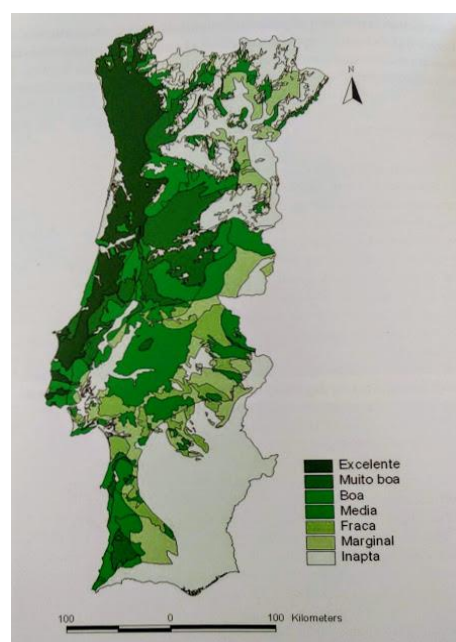 N
Excelente
Muito boa
Boa
Media
Fraca
Marginal
Inapta
100 0 100 Kilometers